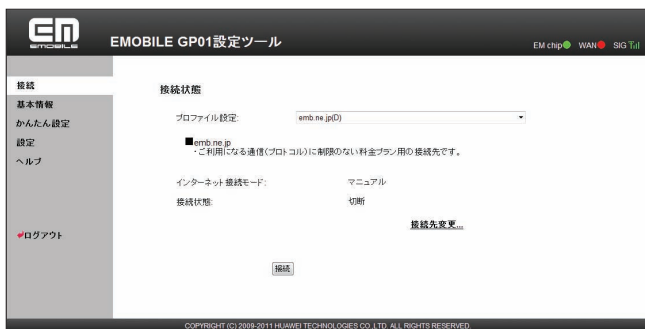 EM
EMOBILE
EMOBILE GP01設定ツール
EM chip WAN SIG
接続
基本情報
かんたん設定
設定
ヘルプ
ログアウト
接続状態
プロファイル設定: emb.ne.jp(D)
■emb.ne.jp
・ご利用になる通信(プロトコル)に制限のない料金プラン用の接続先です。
インターネット接続モード: マニュアル
接続状態: 切断
接続先変更...
接続
COPYRIGHT (C) 2009-2011 HUAWEI TECHNOLOGIES CO.,LTD. ALL RIGHTS RESERVED.